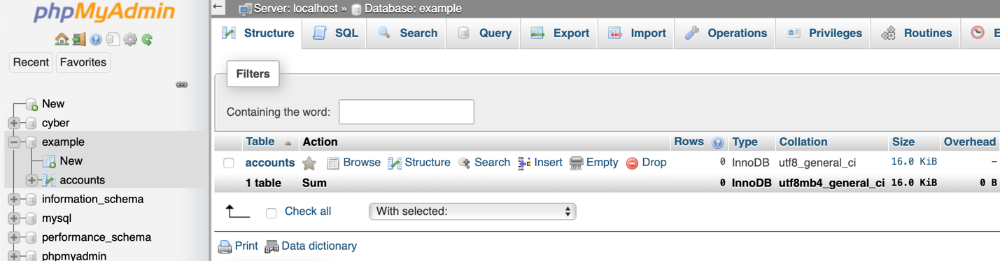 phpMyAdmin
Recent Favorites
New
cyber
example
New
accounts
information_schema
mysql
performance_schema
phpmyadmin
Server: localhost » Database: example
Structure SQL Search Query Export Import Operations Privileges Routines E
Filters
Containing the word:
Table Action Rows Type Collation Size Overhead
accounts Browse Structure Search Insert Empty Drop 0 InnoDB utf8_general_ci 16.0 KiB –
1 table Sum 0 InnoDB utf8mb4_general_ci 16.0 KiB 0 B
Check all With selected:
Print Data dictionary